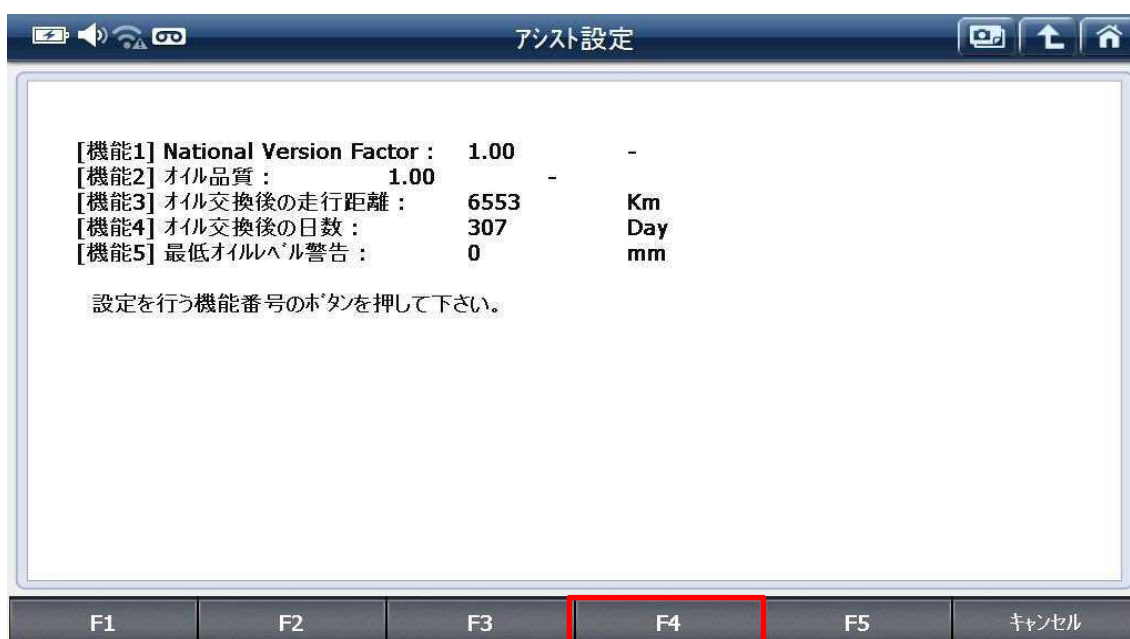 アシスト設定
[機能1] National Version Factor : 1.00 -
[機能2] オイル品質 : 1.00 -
[機能3] オイル交換後の走行距離 : 6553 Km
[機能4] オイル交換後の日数 : 307 Day
[機能5] 最低オイルレベル警告 : 0 mm
設定を行う機能番号のボタンを押して下さい。
F1 F2 F3 F4 F5 キャンセル